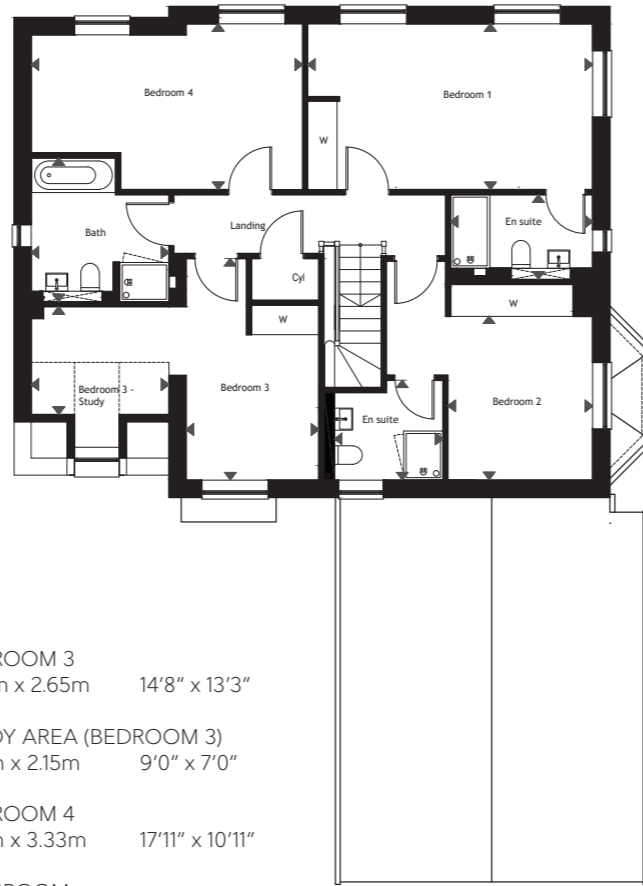 Bedroom 4
Bedroom 1
W
Bath
Landing
En suite
Cyl
W
W
Bedroom 3 -
Study
Bedroom 3
En suite
Bedroom 2
ROOM 3
m x 2.65m 14'8" x 13'3"
DY AREA (BEDROOM 3)
m x 2.15m 9'0" x 7'0"
ROOM 4
m x 3.33m 17'11" x 10'11"